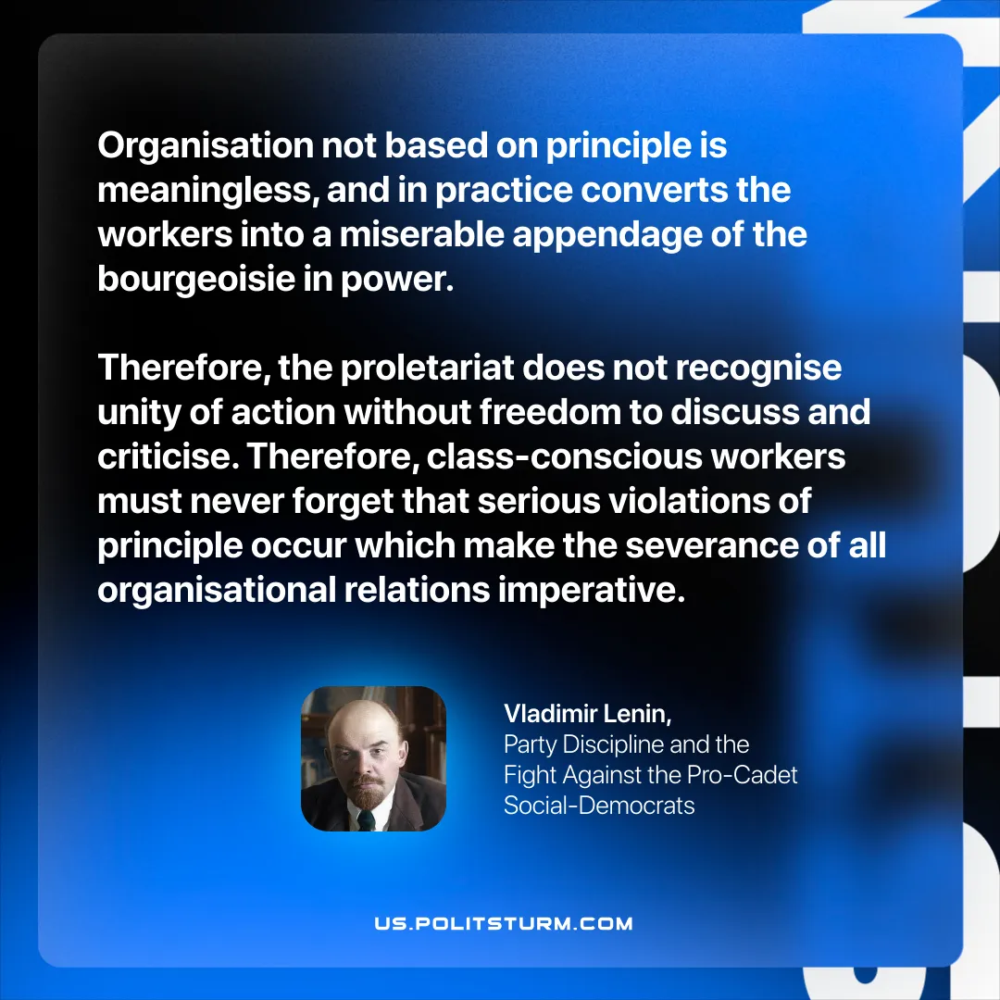 Organisation not based on principle is
meaningless, and in practice converts the
workers into a miserable appendage of the
bourgeoisie in power.
Therefore, the proletariat does not recognise
unity of action without freedom to discuss and
criticise. Therefore, class-conscious workers
must never forget that serious violations of
principle occur which make the severance of all
organisational relations imperative.
Vladimir Lenin,
Party Discipline and the
Fight Against the Pro-Cadet
Social-Democrats
US.POLITSTURM.COM